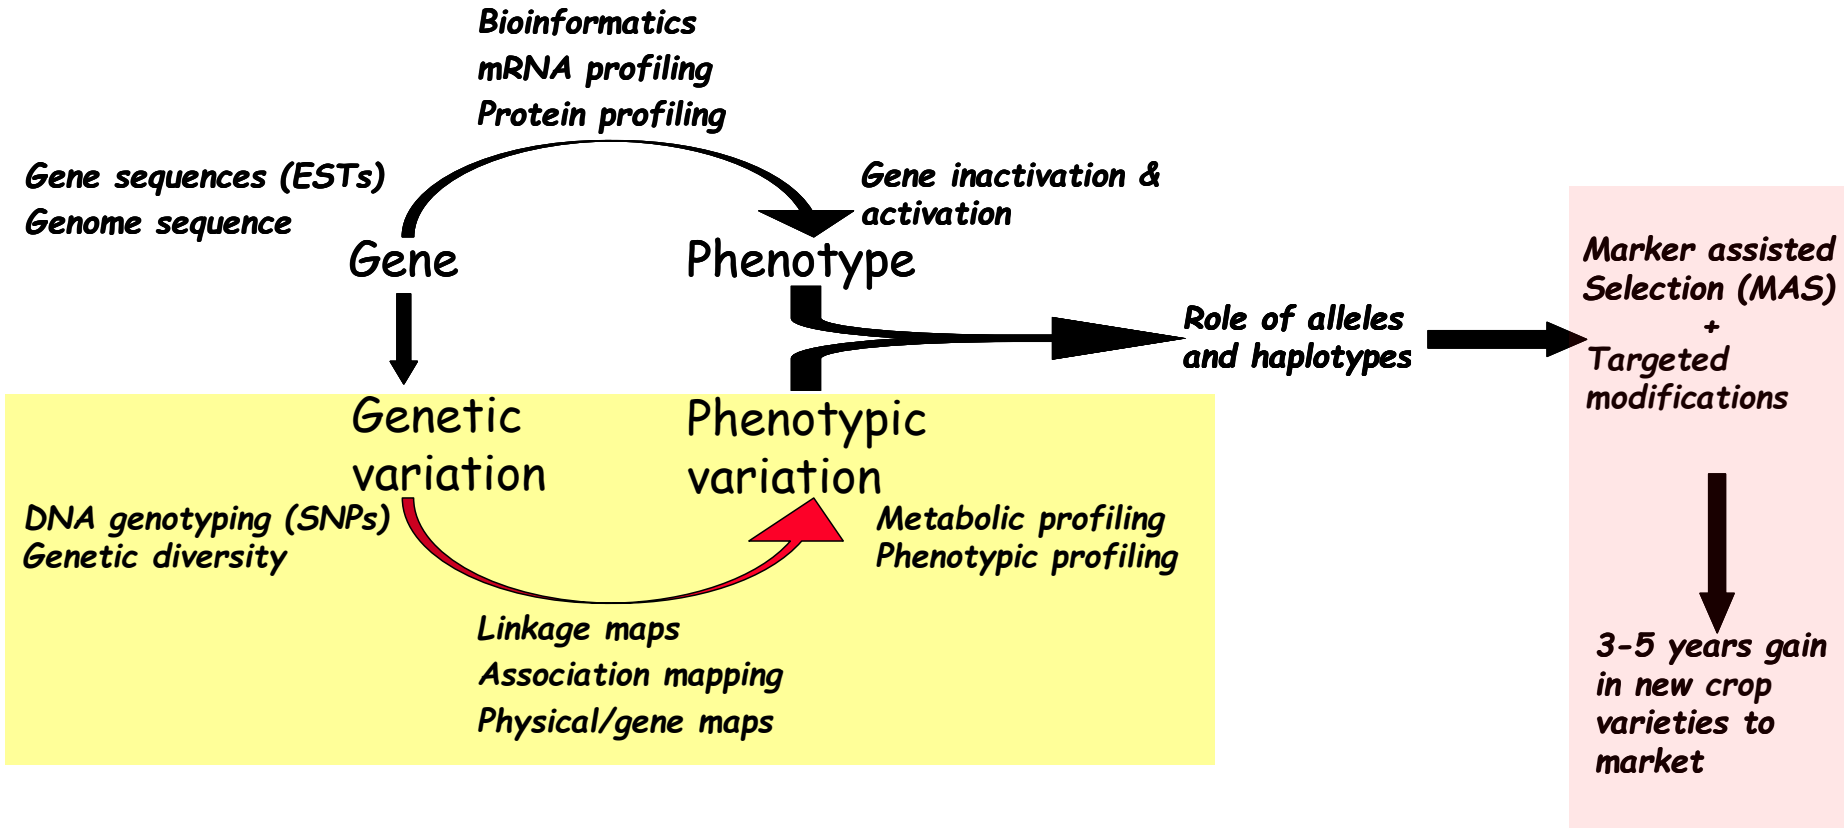 Bioinformatics
mRNA profiling
Protein profiling
Gene sequences (ESTs)
Genome sequence
Gene inactivation &
activation
Gene
Phenotype
Role of alleles
and haplotypes
Marker assisted
Selection (MAS)
+
Targeted
modifications
Genetic
variation
Phenotypic
variation
DNA genotyping (SNPs)
Genetic diversity
Metabolic profiling
Phenotypic profiling
Linkage maps
Association mapping
Physical/gene maps
3-5 years gain
in new crop
varieties to
market